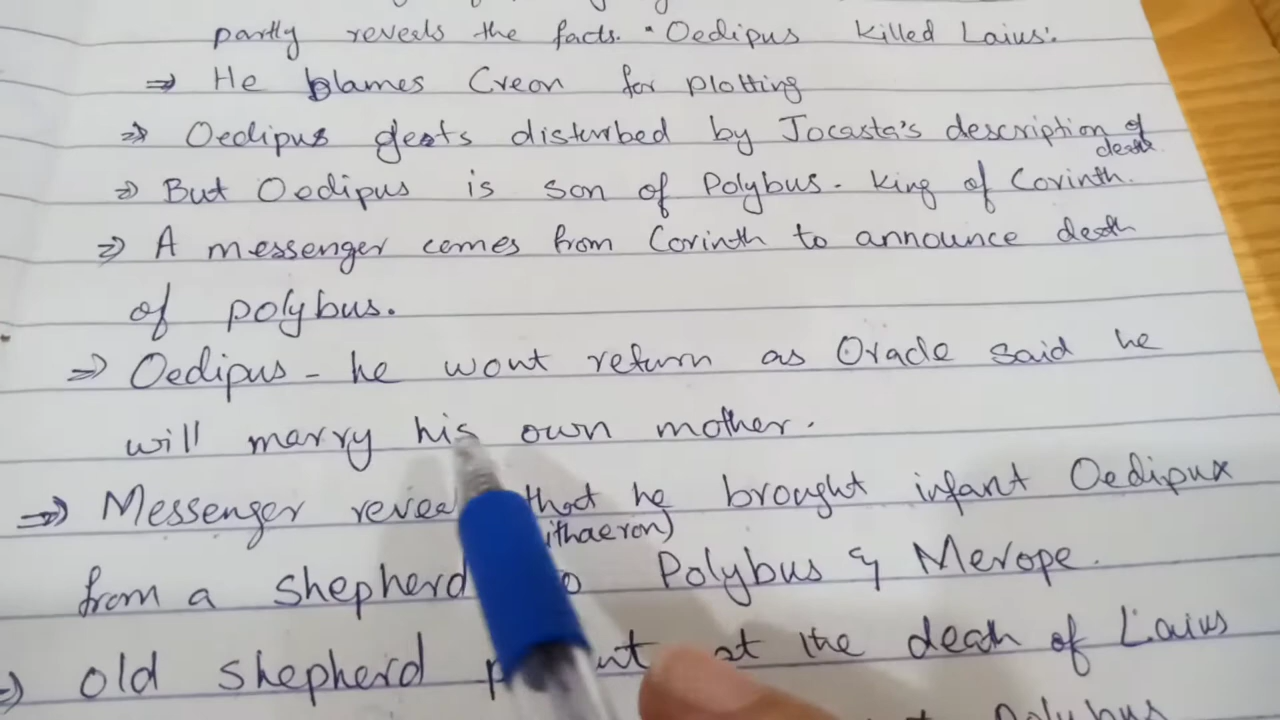 partly reveals the facts. "Oedipus killed Laius".
⇒ He blames Creon for plotting
⇒ Oedipus gets disturbed by Jocasta's description of
death.
⇒ But Oedipus is son of Polybus. King of Corinth.
⇒ A messenger comes from Corinth to announce death
of polybus.
⇒ Oedipus - he wont return as Oracle said he
will marry his own mother.
⇒ Messenger that he brought infant Oedipux
ithaeron)
from a shepherd Polybus & Merope.
⇒ old shepherd at the death of Laius
Polybus